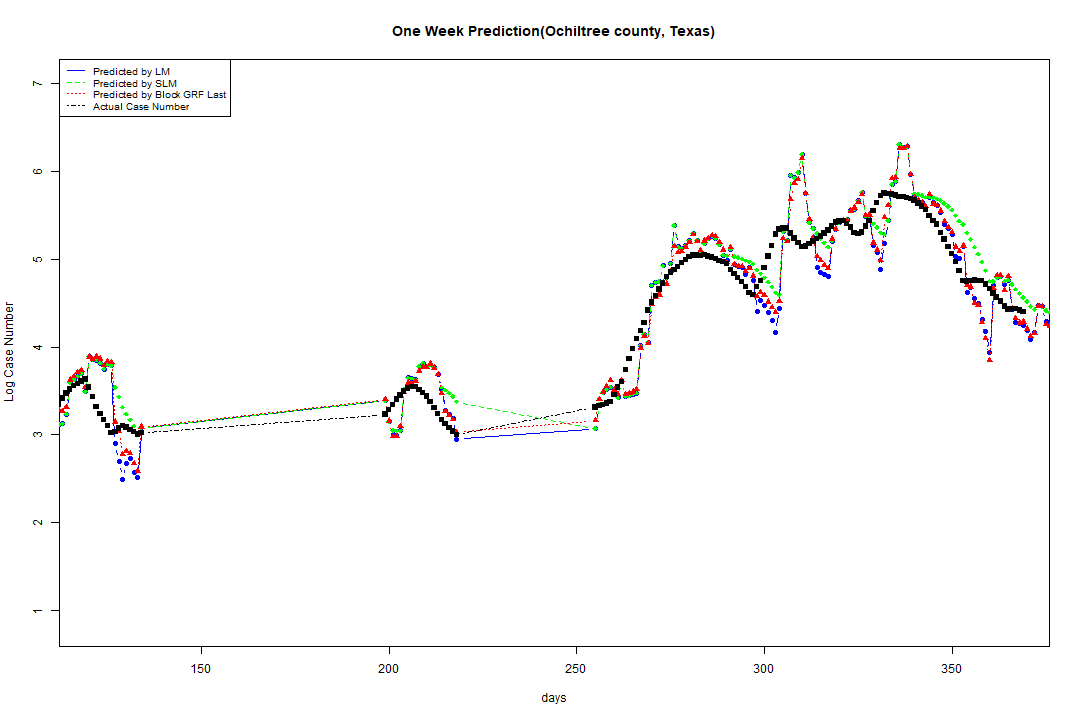 One Week Prediction(Ochiltree county, Texas)
Predicted by LM
Predicted by SLM
Predicted by Block GRF Last
Actual Case Number
Log Case Number
7
6
5
4
3
2
1
150 200 250 300 350
days